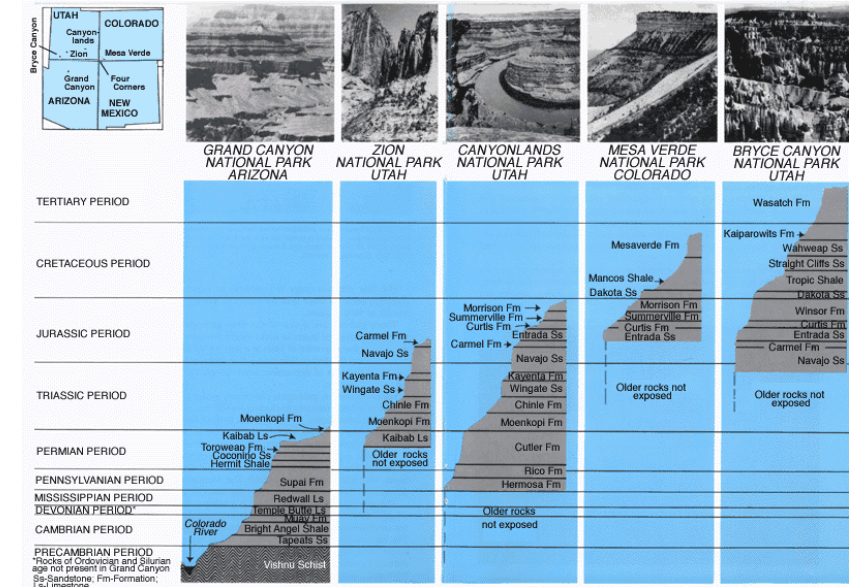 UTAH
COLORADO
Canyon-
lands
Zion
Mesa Verde
Bryce Canyon
Grand
Canyon
Four
Corners
ARIZONA
NEW
MEXICO
GRAND CANYON
NATIONAL PARK
ARIZONA
ZION
NATIONAL PARK
UTAH
CANYONLANDS
NATIONAL PARK
UTAH
MESA VERDE
NATIONAL PARK
COLORADO
BRYCE CANYON
NATIONAL PARK
UTAH
TERTIARY PERIOD
CRETACEOUS PERIOD
JURASSIC PERIOD
TRIASSIC PERIOD
PERMIAN PERIOD
PENNSYLVANIAN PERIOD
MISSISSIPPIAN PERIOD
DEVONIAN PERIOD*
CAMBRIAN PERIOD
PRECAMBRIAN PERIOD
*Rocks of Ordovician and Silurian
age not present in Grand Canyon
Ss-Sandstone; Fm-Formation;
Ls-Limestone
Moenkopi Fm
Kaibab Ls
Toroweap Fm
Coconino Ss
Hermit Shale
Supai Fm
Redwall Ls
Temple Butte Ls
Muav Fm
Bright Angel Shale
Tapeats Ss
Colorado
River
Vishnu Schist
Carmel Fm
Navajo Ss
Kayenta Fm
Wingate Ss
Chinle Fm
Moenkopi Fm
Kaibab Ls
Older rocks
not exposed
Morrison Fm
Summerville Fm
Curtis Fm
Entrada Ss
Carmel Fm
Navajo Ss
Kayenta Fm
Wingate Ss
Chinle Fm
Moenkopi Fm
Cutler Fm
Rico Fm
Hermosa Fm
Older rocks
not exposed
Mesaverde Fm
Mancos Shale
Dakota Ss
Morrison Fm
Summerville Fm
Curtis Fm
Entrada Ss
Older rocks not
exposed
Wasatch Fm
Kaiparowits Fm
Wahweap Ss
Straight Cliffs Ss
Tropic Shale
Dakota Ss
Winsor Fm
Curtis Fm
Entrada Ss
Carmel Fm
Navajo Ss
Older rocks not
exposed